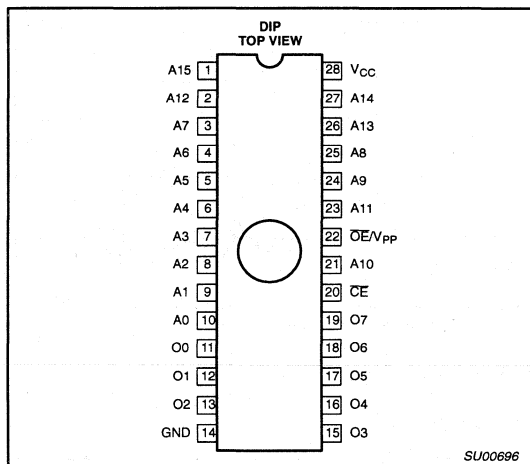 DIP
TOP VIEW
A15 1 28 VCC
A12 2 27 A14
A7 3 26 A13
A6 4 25 A8
A5 5 24 A9
A4 6 23 A11
A3 7 22 OE/VPP
A2 8 21 A10
A1 9 20 CE
A0 10 19 O7
O0 11 18 O6
O1 12 17 O5
O2 13 16 O4
GND 14 15 O3
SU00696